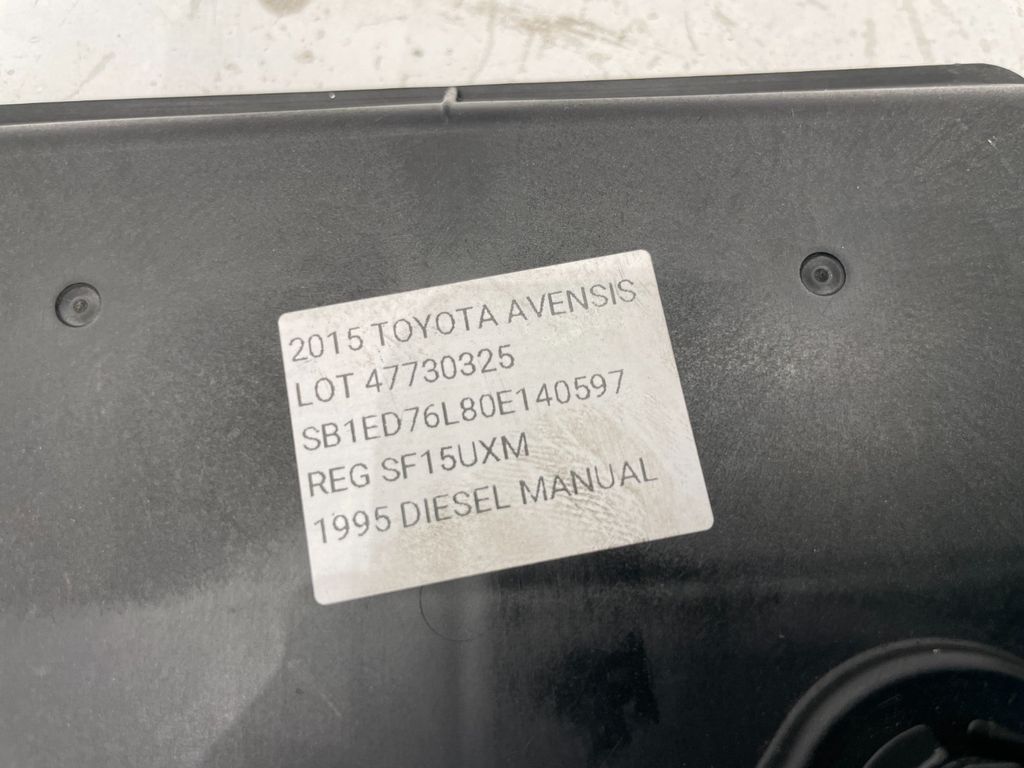 2015 TOYOTA AVENSIS
LOT 47730325
SB1ED76L80E140597
REG SF15UXM
1995 DIESEL MANUAL